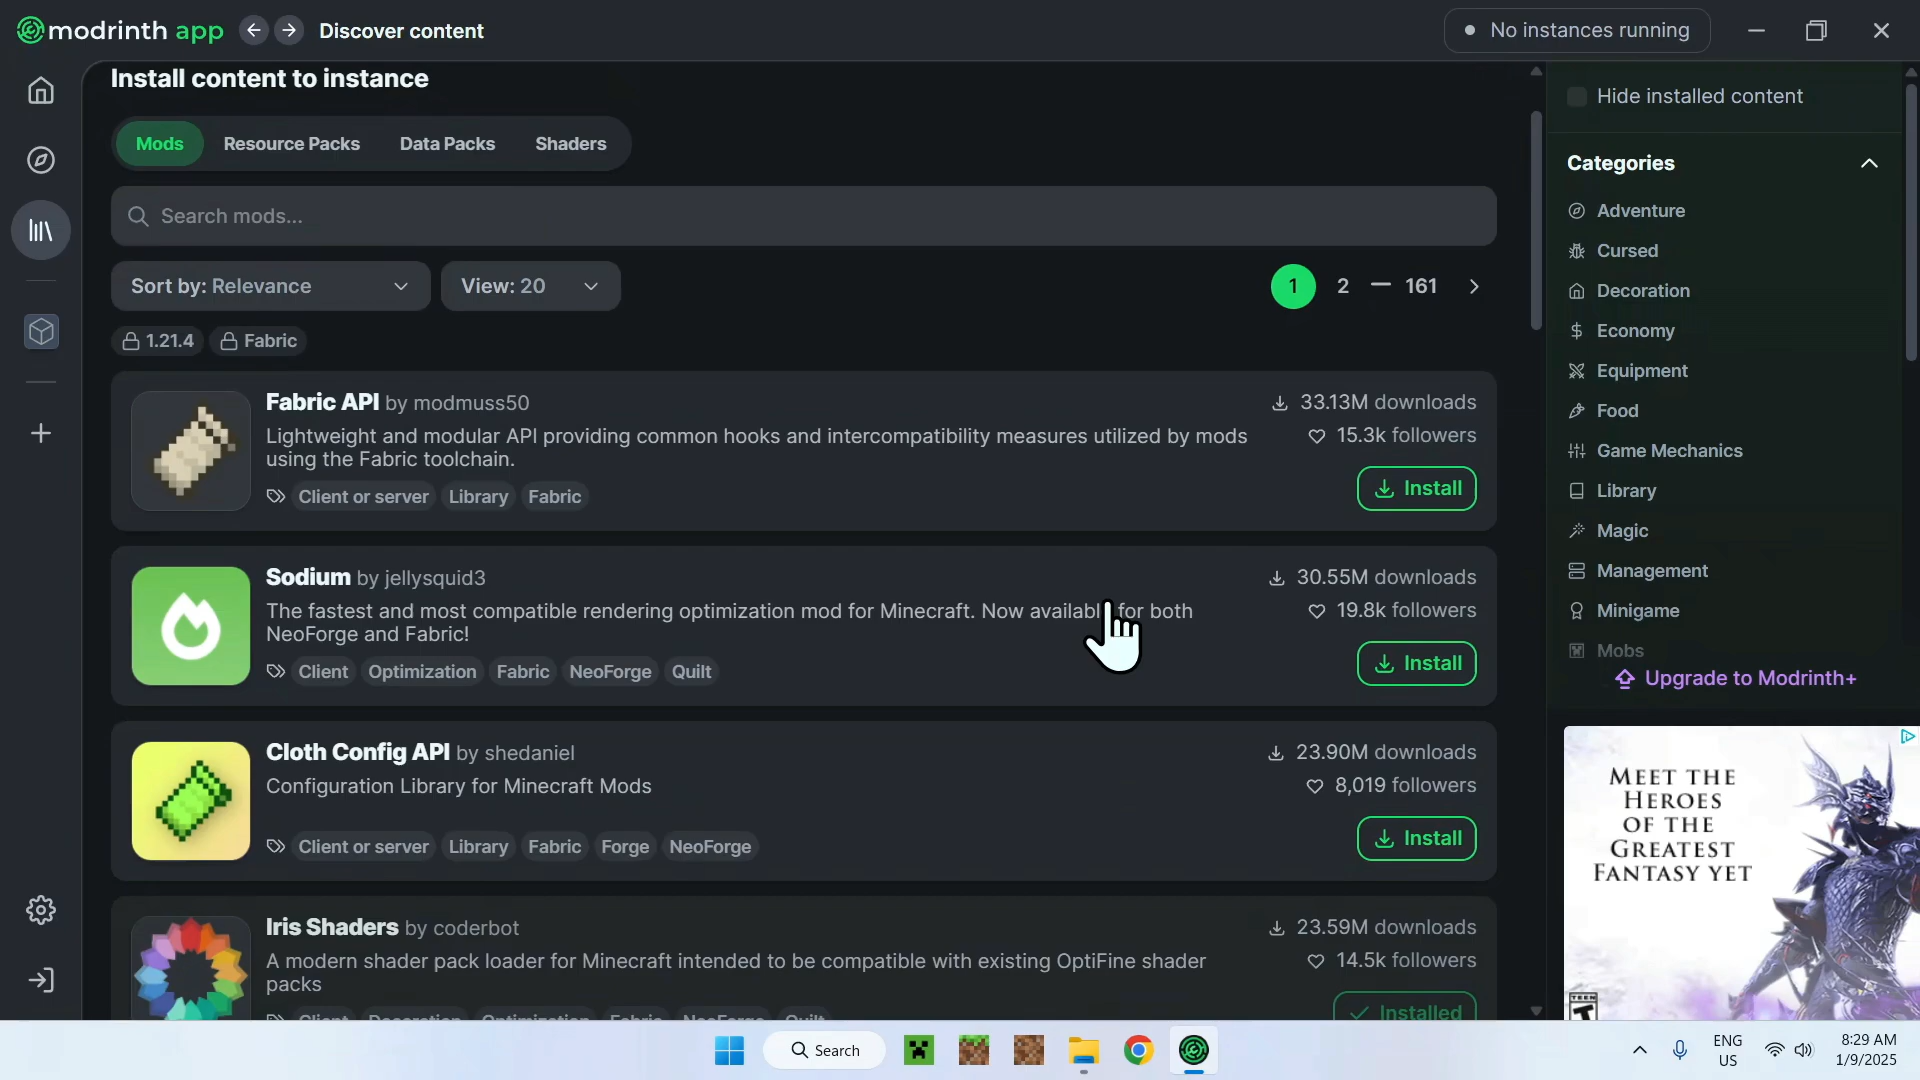 modrinth app
Discover content
No instances running
Install content to instance
Mods
Resource Packs
Data Packs
Shaders
Search mods...
Sort by: Relevance
View: 20
1
2
161
1.21.4
Fabric
Fabric API by modmuss50
Lightweight and modular API providing common hooks and intercompatibility measures utilized by mods
using the Fabric toolchain.
Client or server
Library
Fabric
33.13M downloads
15.3k followers
Install
Sodium by jellysquid3
The fastest and most compatible rendering optimization mod for Minecraft. Now available for both
NeoForge and Fabric!
Client
Optimization
Fabric
NeoForge
Quilt
30.55M downloads
19.8k followers
Install
Cloth Config API by shedaniel
Configuration Library for Minecraft Mods
Client or server
Library
Fabric
Forge
NeoForge
23.90M downloads
8,019 followers
Install
Iris Shaders by coderbot
A modern shader pack loader for Minecraft intended to be compatible with existing OptiFine shader
packs
Client
Decoration
Optimization
Fabric
NeoForge
Quilt
23.59M downloads
14.5k followers
Installed
Hide installed content
Categories
Adventure
Cursed
Decoration
Economy
Equipment
Food
Game Mechanics
Library
Magic
Management
Minigame
Mobs
Upgrade to Modrinth+
MEET THE
HEROES
OF THE
GREATEST
FANTASY YET
TEEN
T
Search
ENG
US
8:29 AM
1/9/2025